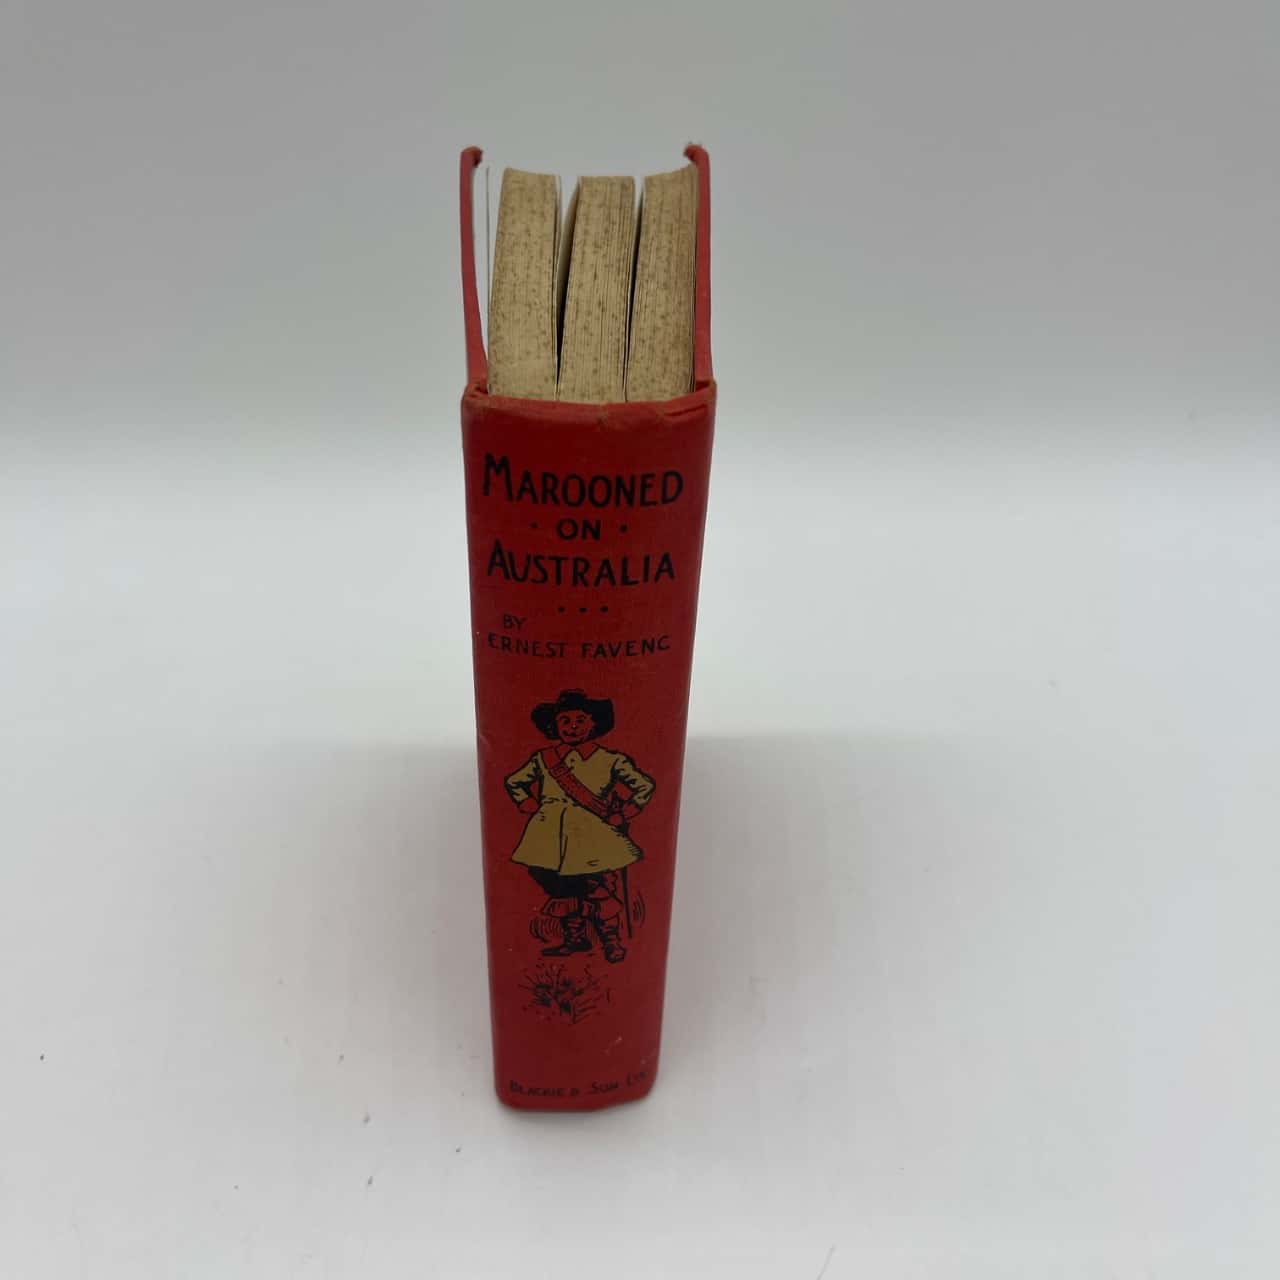 MAROONED
· ON ·
AUSTRALIA
• • •
BY
ERNEST FAVENC
BLACKIE & SON LTD